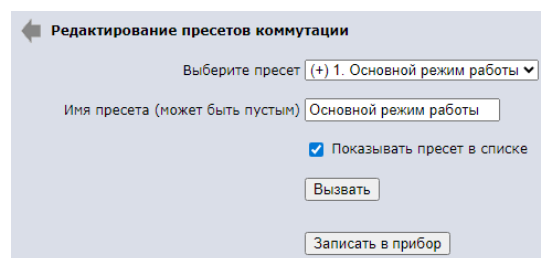 Редактирование пресетов коммутации
Выберите пресет (+) 1. Основной режим работы
Имя пресета (может быть пустым) Основной режим работы
Показывать пресет в списке
Вызвать
Записать в прибор